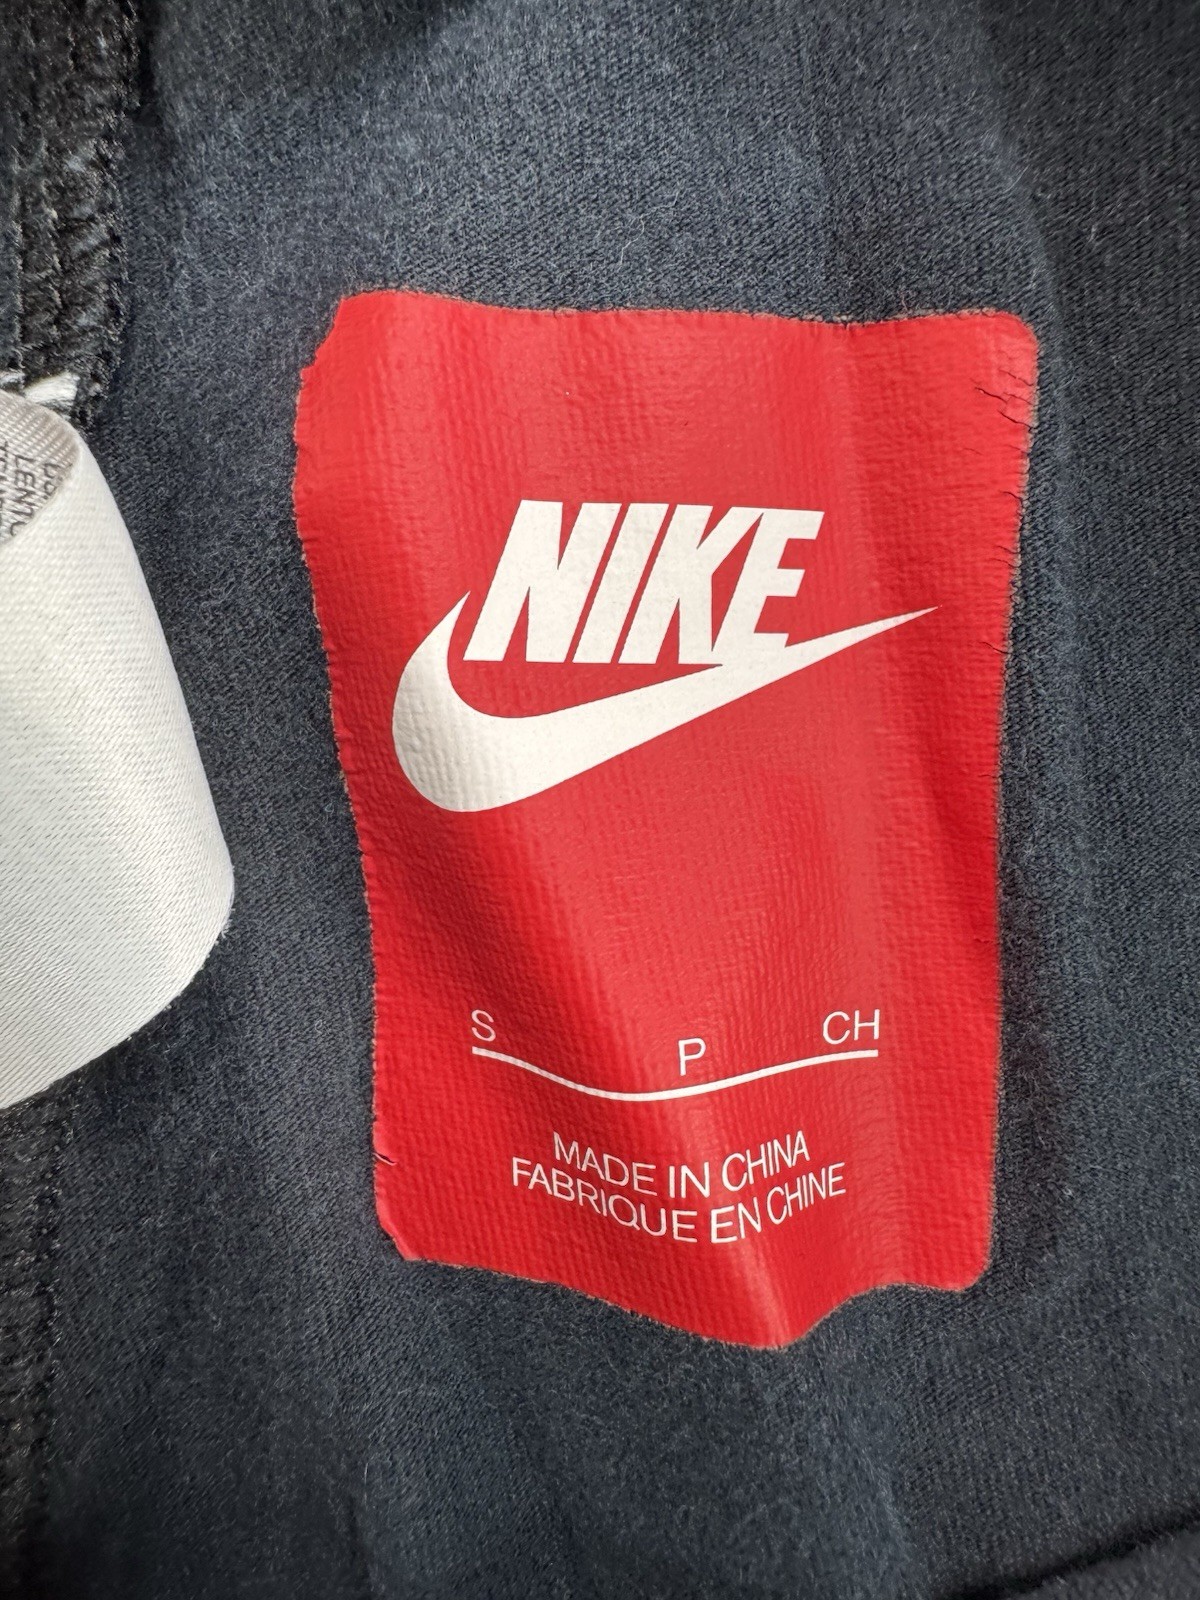 NIKE
S P CH
MADE IN CHINA
FABRIQUE EN CHINE